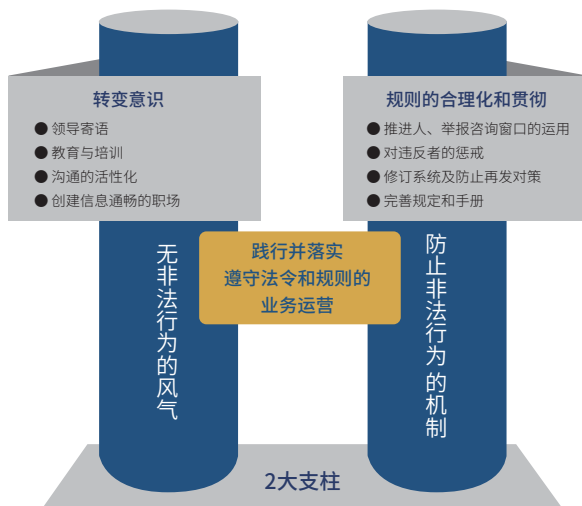 转变意识
● 领导寄语
● 教育与培训
● 沟通的活性化
● 创建信息通畅的职场
规则的合理化和贯彻
● 推进人、举报咨询窗口的运用
● 对违反者的惩戒
● 修订系统及防止再发对策
● 完善规定和手册
无非法行为的风气
践行并落实
遵守法令和规则的
业务运营
防止非法行为的机制
2大支柱